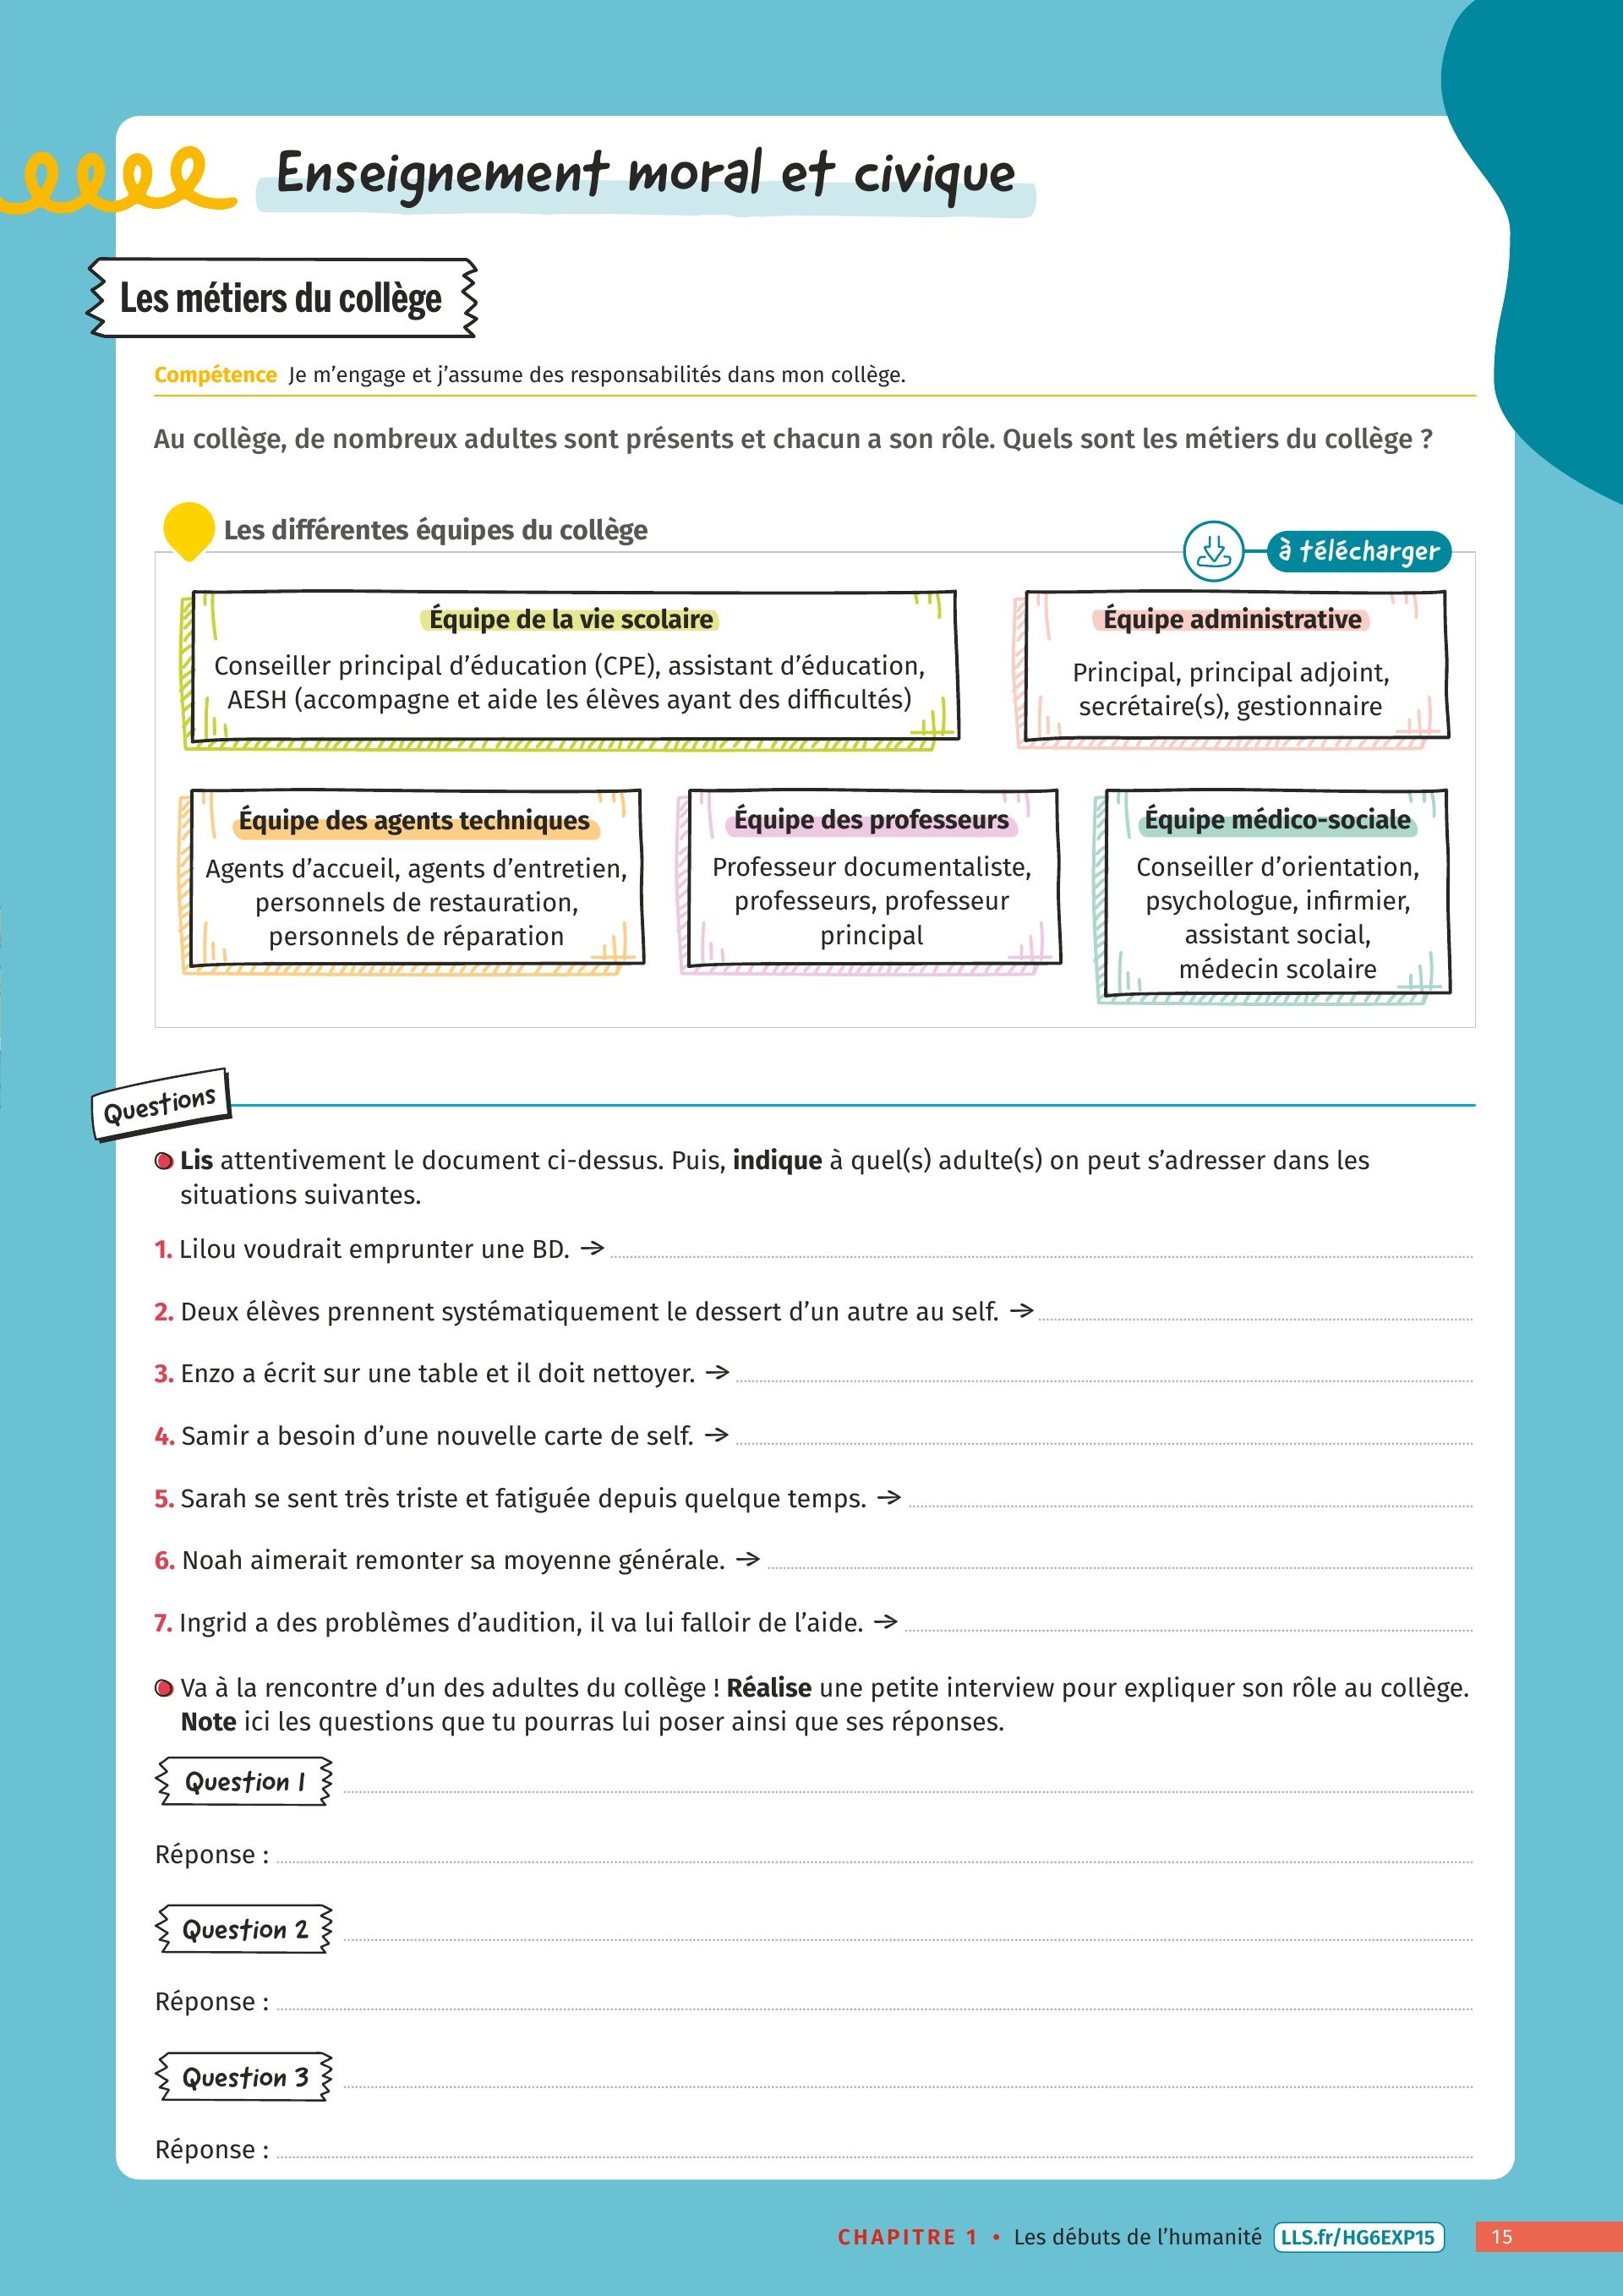 Enseignement moral et civique
Les métiers du collège
Compétence Je m'engage et j'assume des responsabilités dans mon collège.
Au collège, de nombreux adultes sont présents et chacun a son rôle. Quels sont les métiers du collège ?
Les différentes équipes du collège
à télécharger
Équipe de la vie scolaire
Conseiller principal d'éducation (CPE), assistant d'éducation,
AESH (accompagne et aide les élèves ayant des difficultés)
Équipe administrative
Principal, principal adjoint,
secrétaire(s), gestionnaire
Équipe des agents techniques
Agents d'accueil, agents d'entretien,
personnels de restauration,
personnels de réparation
Équipe des professeurs
Professeur documentaliste,
professeurs, professeur
principal
Équipe médico-sociale
Conseiller d'orientation,
psychologue, infirmier,
assistant social,
médecin scolaire
Questions
Lis attentivement le document ci-dessus. Puis, indique à quel(s) adulte(s) on peut s'adresser dans les
situations suivantes.
1. Lilou voudrait emprunter une BD. →
2. Deux élèves prennent systématiquement le dessert d'un autre au self. →
3. Enzo a écrit sur une table et il doit nettoyer. →
4. Samir a besoin d'une nouvelle carte de self. →
5. Sarah se sent très triste et fatiguée depuis quelque temps. →
6. Noah aimerait remonter sa moyenne générale. →
7. Ingrid a des problèmes d'audition, il va lui falloir de l'aide. →
Va à la rencontre d'un des adultes du collège ! Réalise une petite interview pour expliquer son rôle au collège.
Note ici les questions que tu pourras lui poser ainsi que ses réponses.
Question 1
Réponse :
Question 2
Réponse :
Question 3
Réponse :
CHAPITRE 1 • Les débuts de l'humanité LLS.fr/HG6EXP15 15